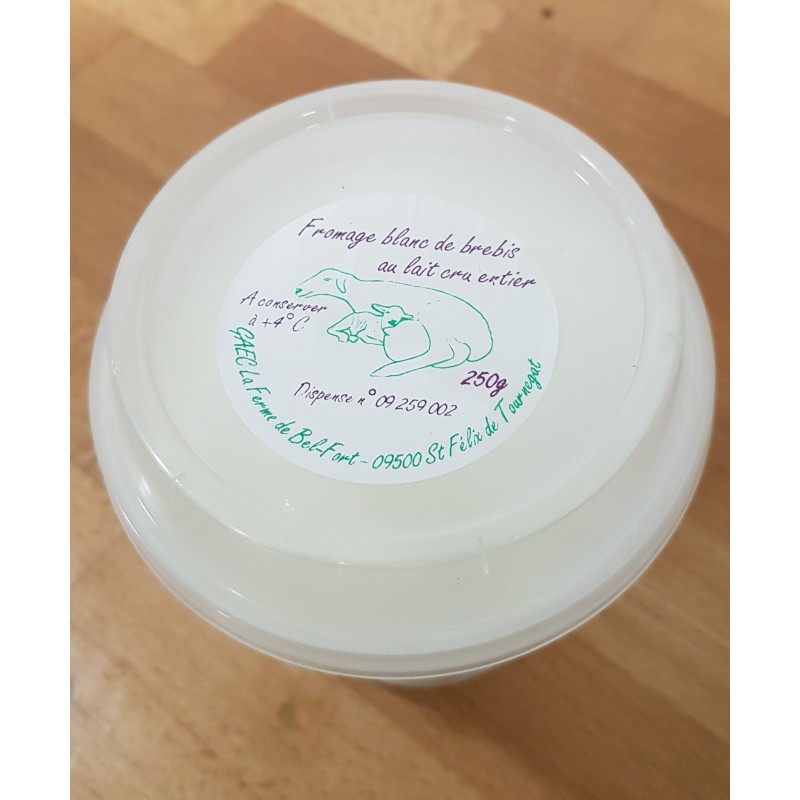 Fromage blanc de brebis
au lait cru entier
A conserver
à +4°C
250g
Dispense n° 09 259 002
GAEC La Ferme de Bel-Fort - 09500 St Félix de Tournegat